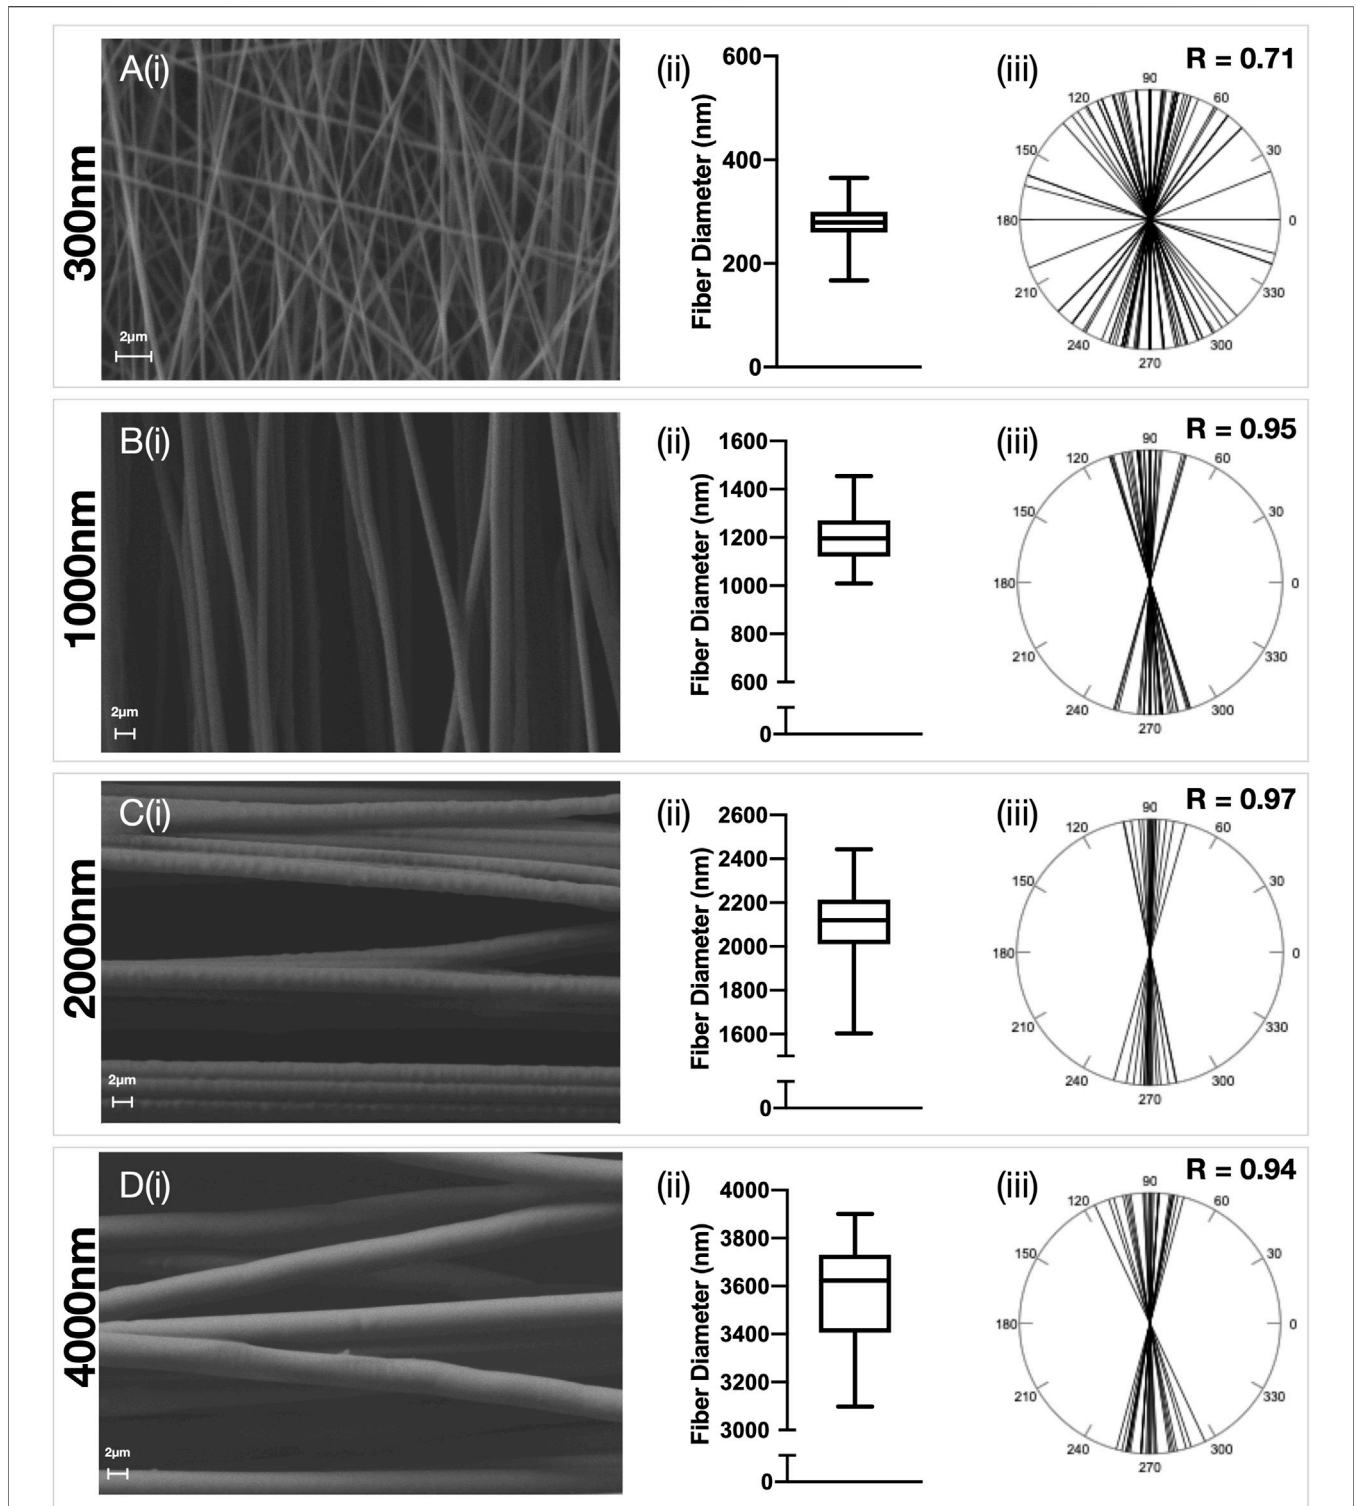 300nm
A(i)
2μm
(ii)
Fiber Diameter (nm)
600
400
200
0
(iii)
R = 0.71
90
60
30
0
330
300
270
240
210
180
150
120
1000nm
B(i)
2μm
(ii)
Fiber Diameter (nm)
1600
1400
1200
1000
800
600
0
(iii)
R = 0.95
90
60
30
0
330
300
270
240
210
180
150
120
2000nm
C(i)
2μm
(ii)
Fiber Diameter (nm)
2600
2400
2200
2000
1800
1600
0
(iii)
R = 0.97
90
60
30
0
330
300
270
240
210
180
150
120
4000nm
D(i)
2μm
(ii)
Fiber Diameter (nm)
4000
3800
3600
3400
3200
3000
0
(iii)
R = 0.94
90
60
30
0
330
300
270
240
210
180
150
120